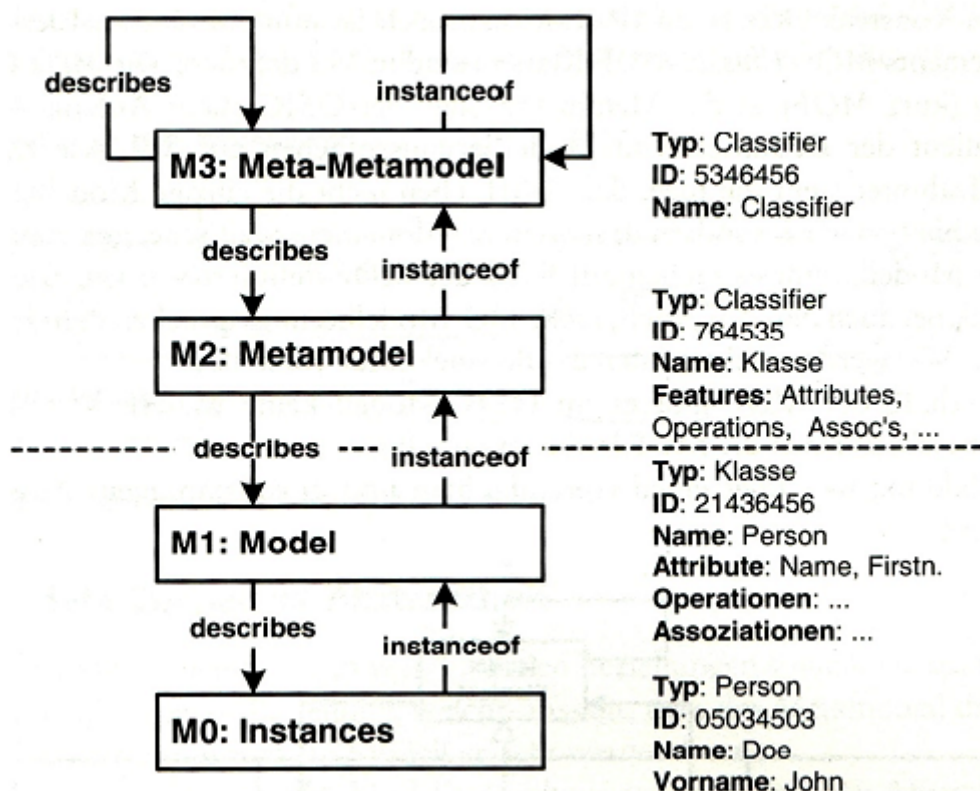 describes
instanceof
M3: Meta-Metamodel
Typ: Classifier
ID: 5346456
Name: Classifier
describes
instanceof
M2: Metamodel
Typ: Classifier
ID: 764535
Name: Klasse
Features: Attributes,
Operations, Assoc's, ...
describes
instanceof
M1: Model
Typ: Klasse
ID: 21436456
Name: Person
Attribute: Name, Firstn.
Operationen: ...
Assoziationen: ...
describes
instanceof
M0: Instances
Typ: Person
ID: 05034503
Name: Doe
Vorname: John